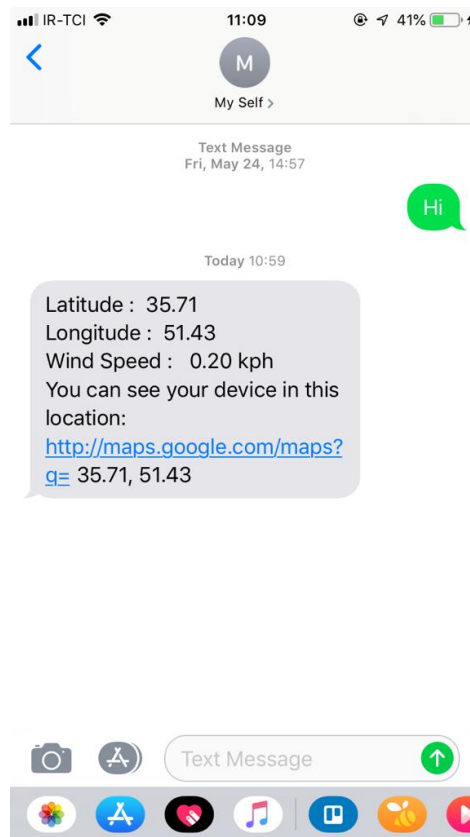 IR-TCI 11:09 41%
M
My Self >
Text Message
Fri, May 24, 14:57
Hi
Today 10:59
Latitude :  35.71
Longitude :  51.43
Wind Speed :   0.20 kph
You can see your device in this
location:
http://maps.google.com/maps?
q= 35.71, 51.43
Text Message